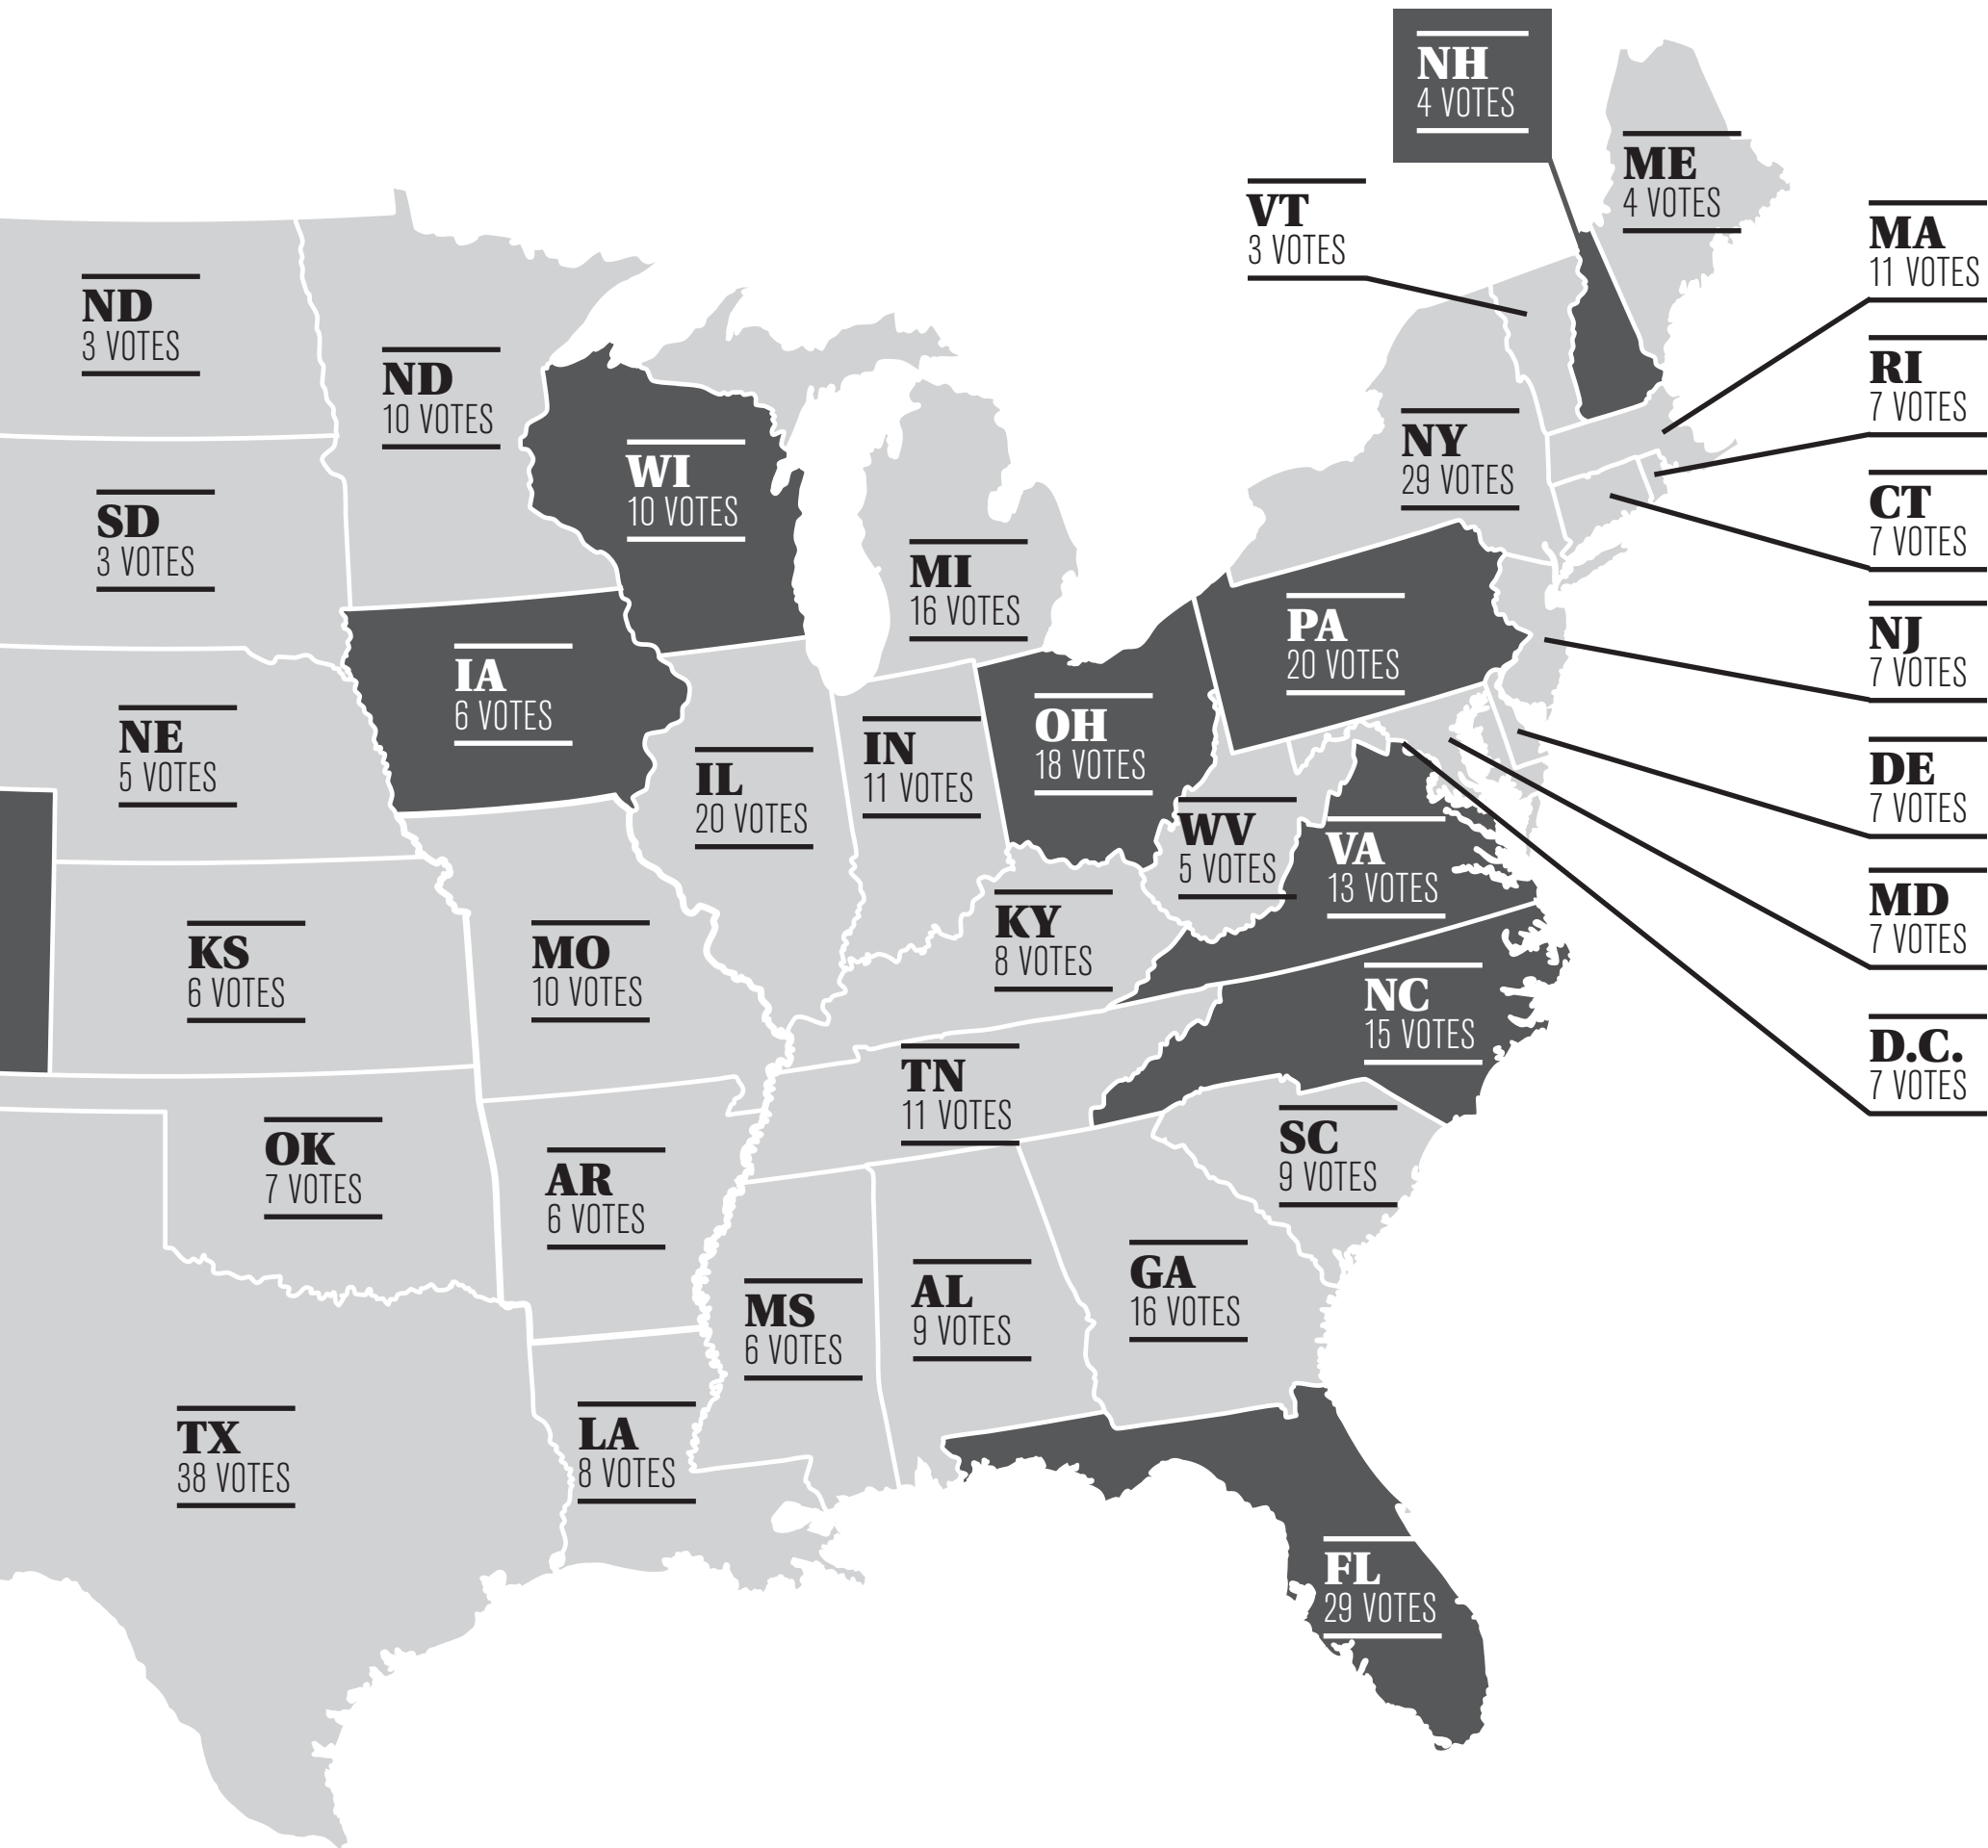 NH
4 VOTES
ME
4 VOTES
VT
3 VOTES
MA
11 VOTES
ND
3 VOTES
RI
7 VOTES
ND
10 VOTES
NY
29 VOTES
WI
10 VOTES
CT
7 VOTES
SD
3 VOTES
MI
16 VOTES
PA
20 VOTES
NJ
7 VOTES
IA
6 VOTES
OH
18 VOTES
NE
5 VOTES
IN
11 VOTES
DE
7 VOTES
IL
20 VOTES
WV
5 VOTES
VA
13 VOTES
MD
7 VOTES
KY
8 VOTES
KS
6 VOTES
MO
10 VOTES
NC
15 VOTES
D.C.
7 VOTES
TN
11 VOTES
SC
9 VOTES
OK
7 VOTES
AR
6 VOTES
GA
16 VOTES
AL
9 VOTES
MS
6 VOTES
LA
8 VOTES
TX
38 VOTES
FL
29 VOTES